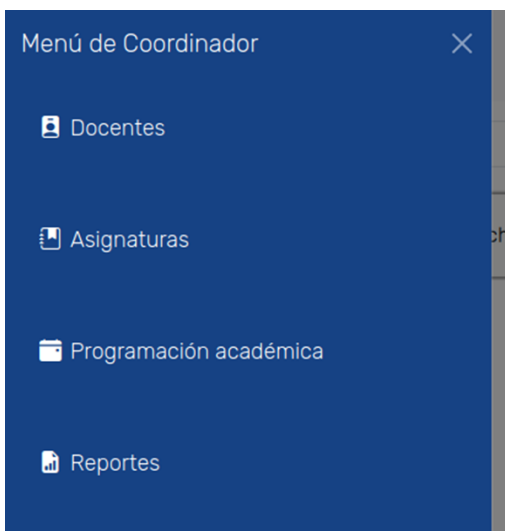 Menú de Coordinador
Docentes
Asignaturas
Programación académica
Reportes